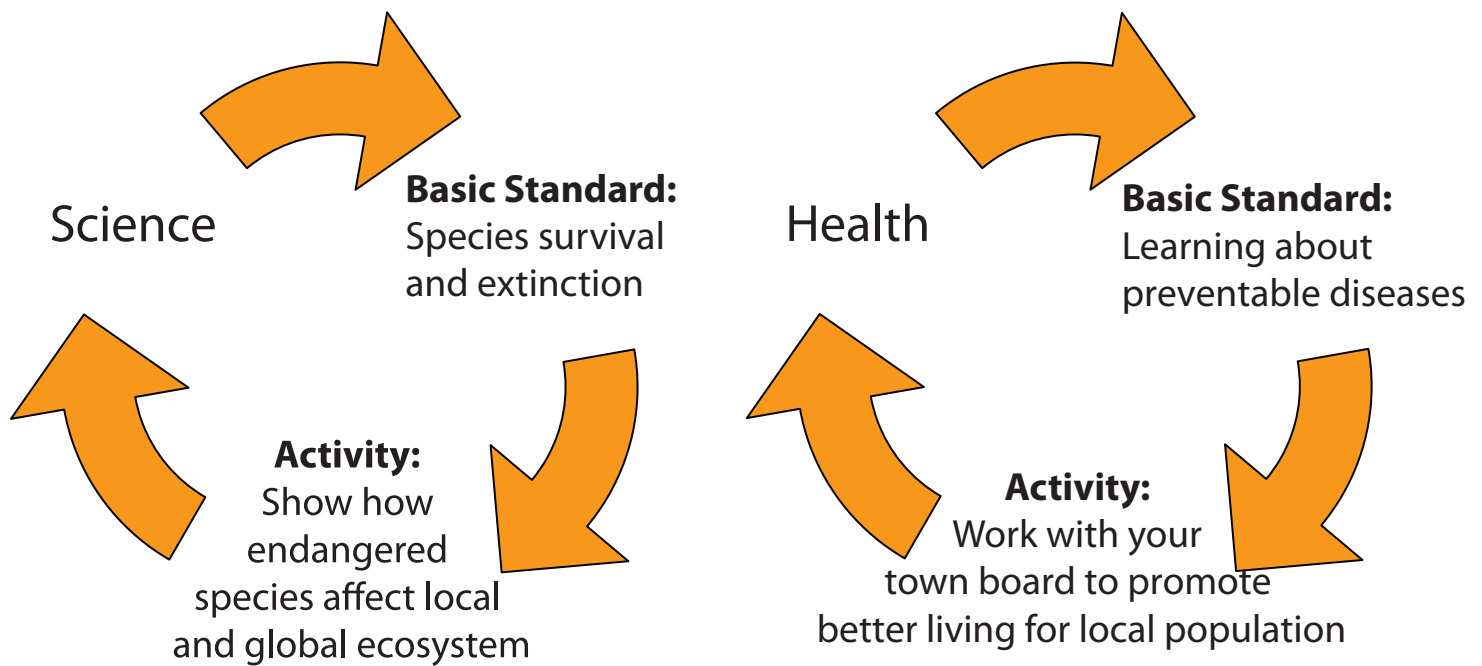 Science
Basic Standard:
Species survival
and extinction
Activity:
Show how
endangered
species affect local
and global ecosystem
Health
Basic Standard:
Learning about
preventable diseases
Activity:
Work with your
town board to promote
better living for local population